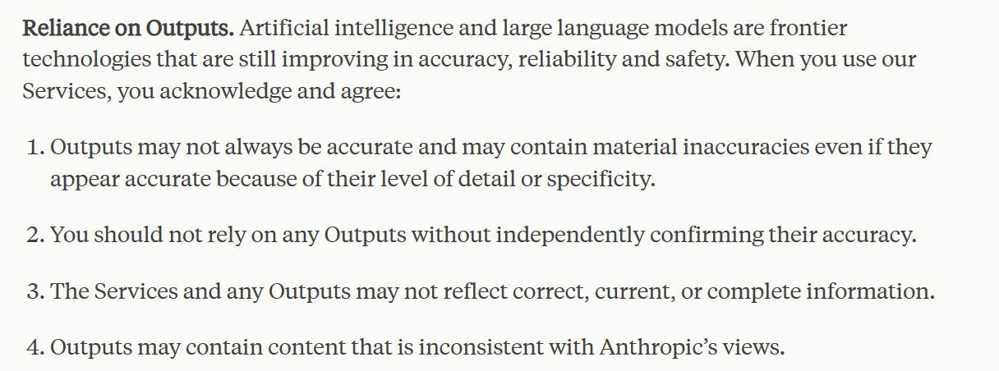 Reliance on Outputs. Artificial intelligence and large language models are frontier
technologies that are still improving in accuracy, reliability and safety. When you use our
Services, you acknowledge and agree:
1. Outputs may not always be accurate and may contain material inaccuracies even if they
appear accurate because of their level of detail or specificity.
2. You should not rely on any Outputs without independently confirming their accuracy.
3. The Services and any Outputs may not reflect correct, current, or complete information.
4. Outputs may contain content that is inconsistent with Anthropic’s views.